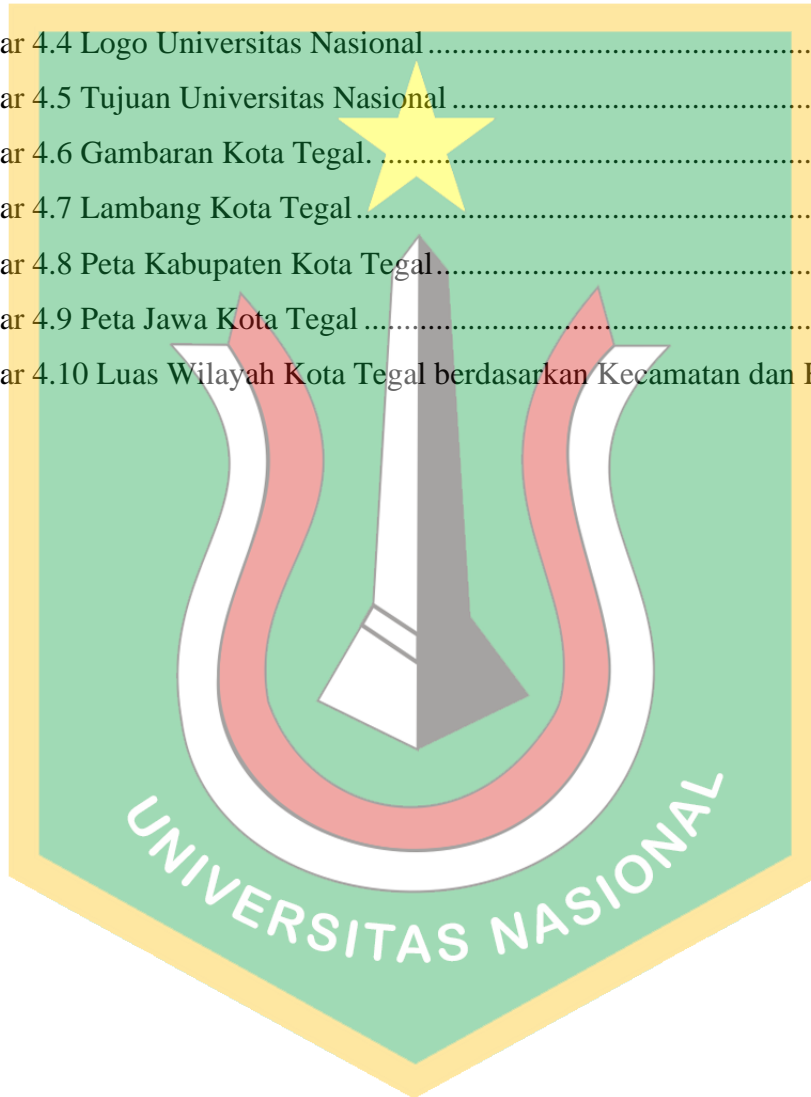 ar 4.4 Logo Universitas Nasional ................................................
ar 4.5 Tujuan Universitas Nasional .............................................
ar 4.6 Gambaran Kota Tegal. ......................................................
ar 4.7 Lambang Kota Tegal .........................................................
ar 4.8 Peta Kabupaten Kota Tegal ...............................................
ar 4.9 Peta Jawa Kota Tegal ........................................................
ar 4.10 Luas Wilayah Kota Tegal berdasarkan Kecamatan dan
UNIVERSITAS NASIONAL